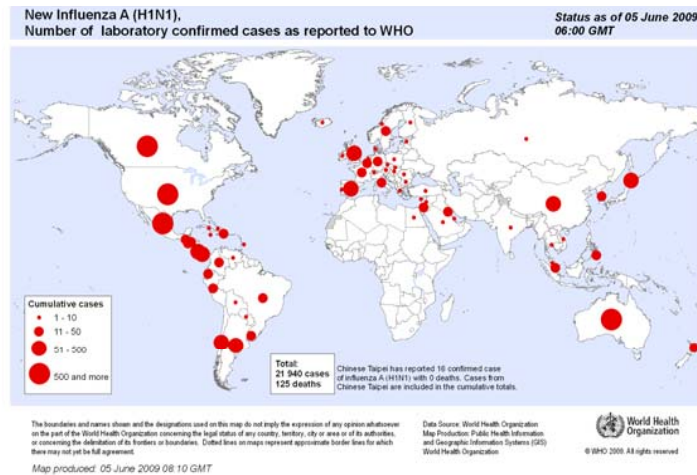 New Influenza A (H1N1),
Number of laboratory confirmed cases as reported to WHO
Status as of 05 June 2009
06:00 GMT
Cumulative cases
1 - 10
11 - 50
51 - 500
500 and more
Total:
21 940 cases
125 deaths
Chinese Taipei has reported 16 confirmed case
of influenza A (H1N1) with 0 deaths. Cases from
Chinese Taipei are included in the cumulative totals.
The boundaries and names shown and the designations used on this map do not imply the expression of any opinion whatsoever
on the part of the World Health Organization concerning the legal status of any country, territory, city or area or of its authorities,
or concerning the delimitation of its frontiers or boundaries. Dotted lines on maps represent approximate border lines for which
there may not yet be full agreement.
Data Source: World Health Organization
Map Production: Public Health Information
and Geographic Information Systems (GIS)
World Health Organization
World Health
Organization
© WHO 2009. All rights reserved
Map produced: 05 June 2009 08:10 GMT